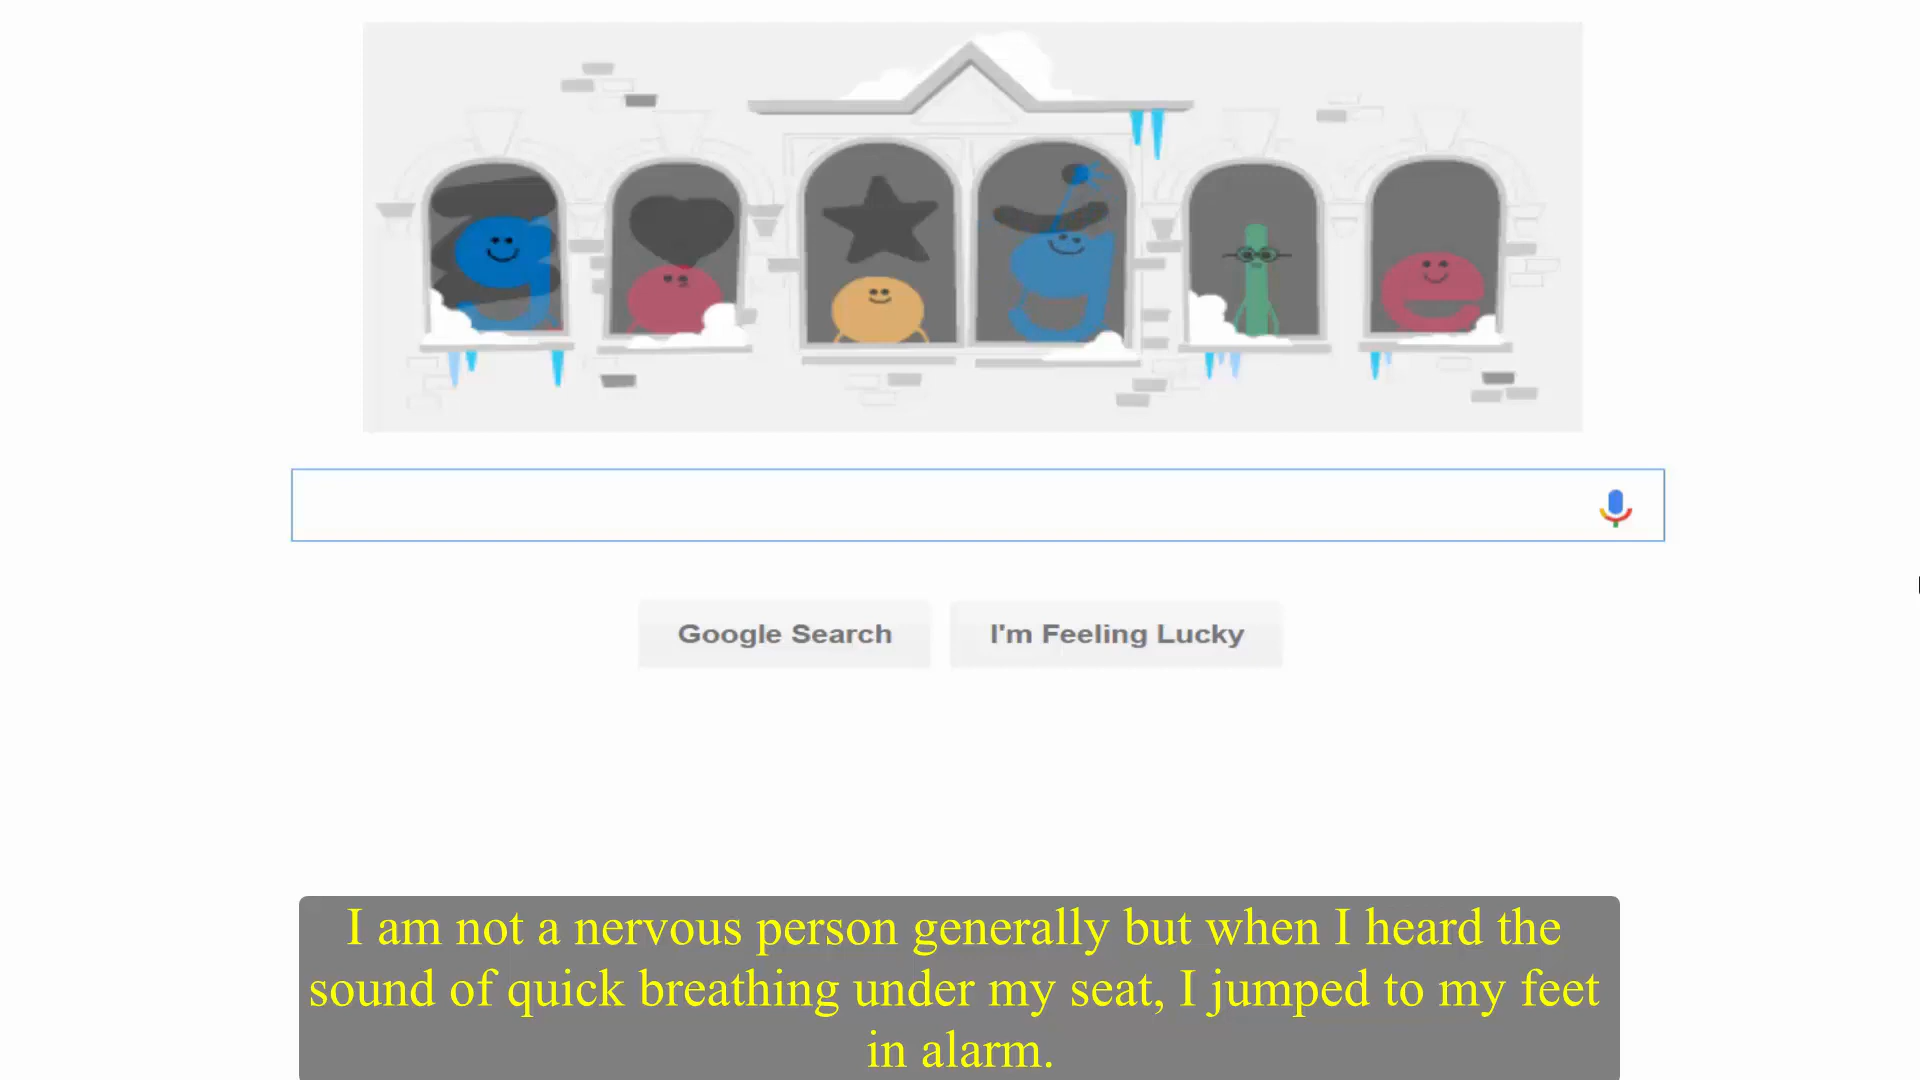 Google Search
I'm Feeling Lucky
I am not a nervous person generally but when I heard the
sound of quick breathing under my seat, I jumped to my feet
in alarm.